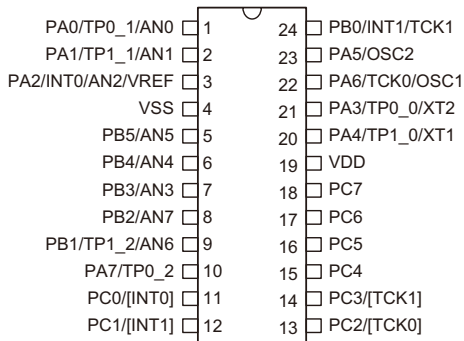 PA0/TP0_1/AN0 1 24 PB0/INT1/TCK1
PA1/TP1_1/AN1 2 23 PA5/OSC2
PA2/INT0/AN2/VREF 3 22 PA6/TCK0/OSC1
VSS 4 21 PA3/TP0_0/XT2
PB5/AN5 5 20 PA4/TP1_0/XT1
PB4/AN4 6 19 VDD
PB3/AN3 7 18 PC7
PB2/AN7 8 17 PC6
PB1/TP1_2/AN6 9 16 PC5
PA7/TP0_2 10 15 PC4
PC0/[INT0] 11 14 PC3/[TCK1]
PC1/[INT1] 12 13 PC2/[TCK0]